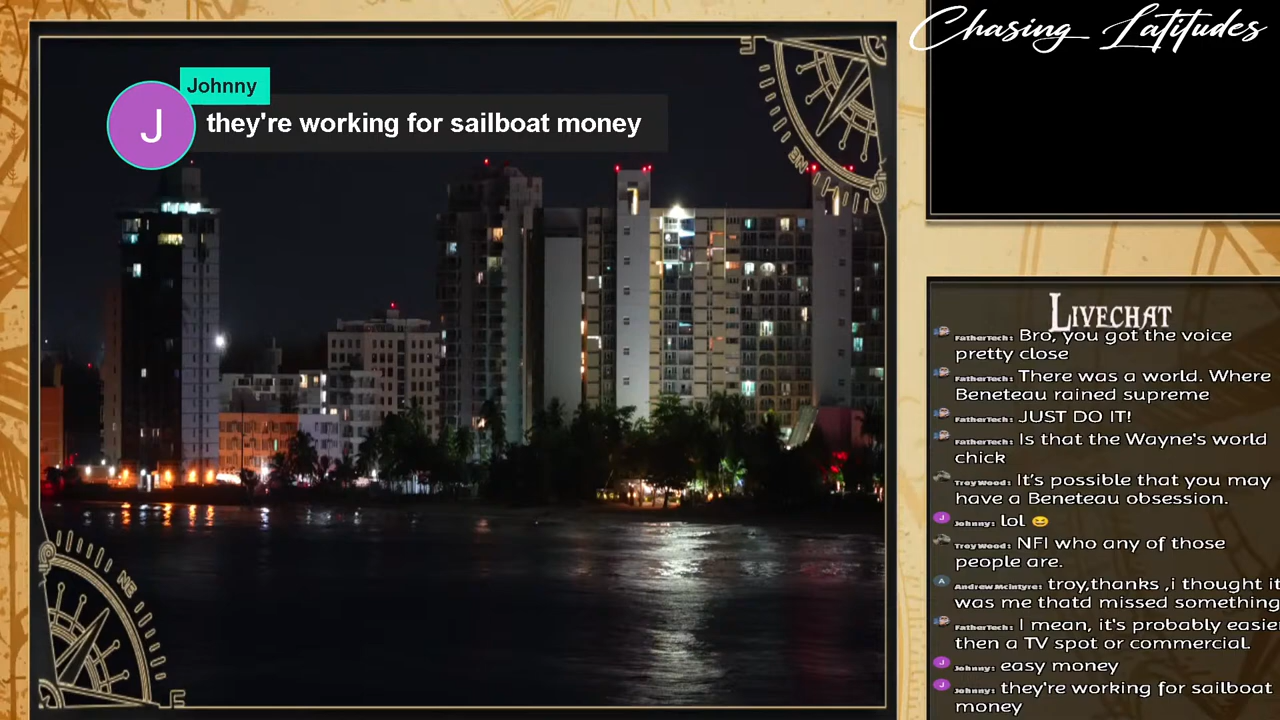 Chasing Latitudes
Johnny
J
they're working for sailboat money
NE
NE
LIVECHAT
FatherTech: Bro, you got the voice
pretty close
FatherTech: There was a world. Where
Beneteau rained supreme
FatherTech: JUST DO IT!
FatherTech: Is that the Wayne's world
chick
TroyWood: It's possible that you may
have a Beneteau obsession.
J Johnny: lol 😆
TroyWood: NFI who any of those
people are.
A Andrew McIntyre: troy,thanks ,i thought it
was me thatd missed something
FatherTech: I mean, it's probably easier
then a TV spot or commercial.
J Johnny: easy money
J Johnny: they're working for sailboat
money